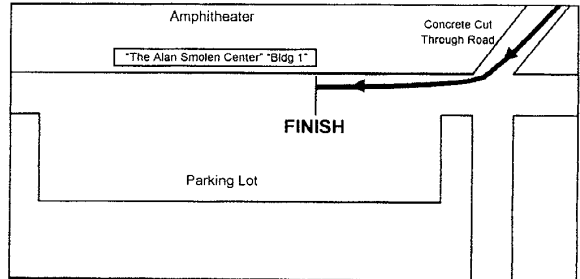 Amphitheater
Concrete Cut
Through Road
"The Alan Smolen Center" "Bldg 1"
FINISH
Parking Lot